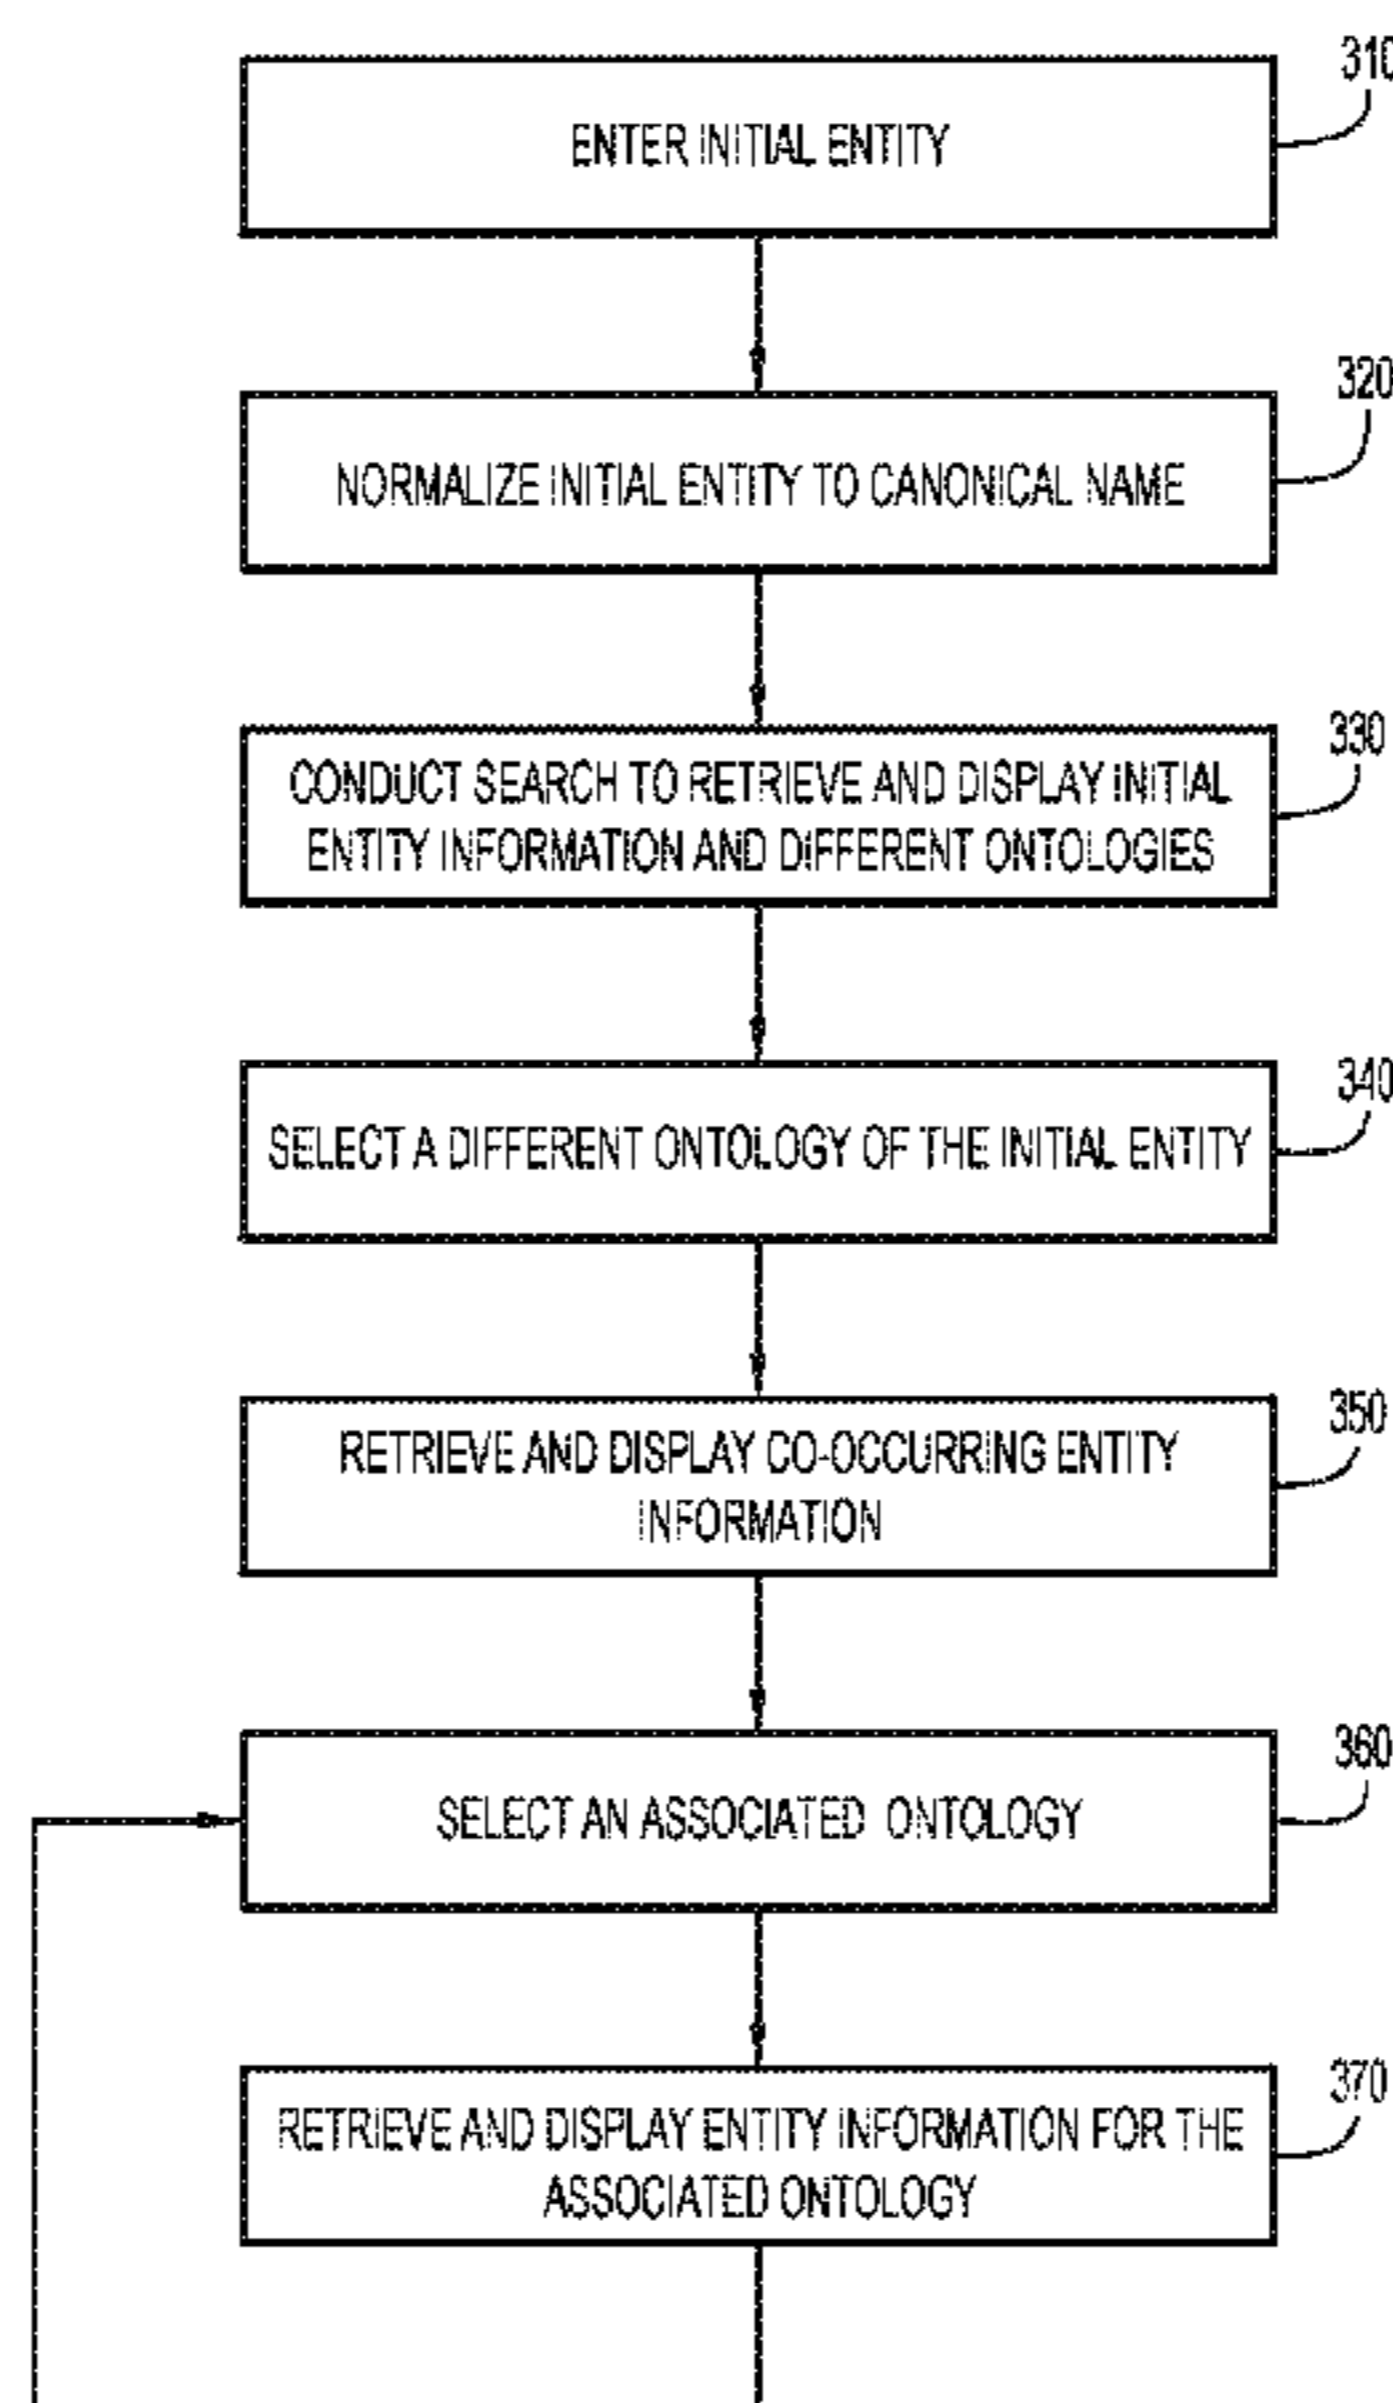 310
ENTER INITIAL ENTITY
320
NORMALIZE INITIAL ENTITY TO CANONICAL NAME
330
CONDUCT SEARCH TO RETRIEVE AND DISPLAY INITIAL
ENTITY INFORMATION AND DIFFERENT ONTOLOGIES
340
SELECT A DIFFERENT ONTOLOGY OF THE INITIAL ENTITY
350
RETRIEVE AND DISPLAY CO-OCCURRING ENTITY
INFORMATION
360
SELECT AN ASSOCIATED ONTOLOGY
370
RETRIEVE AND DISPLAY ENTITY INFORMATION FOR THE
ASSOCIATED ONTOLOGY